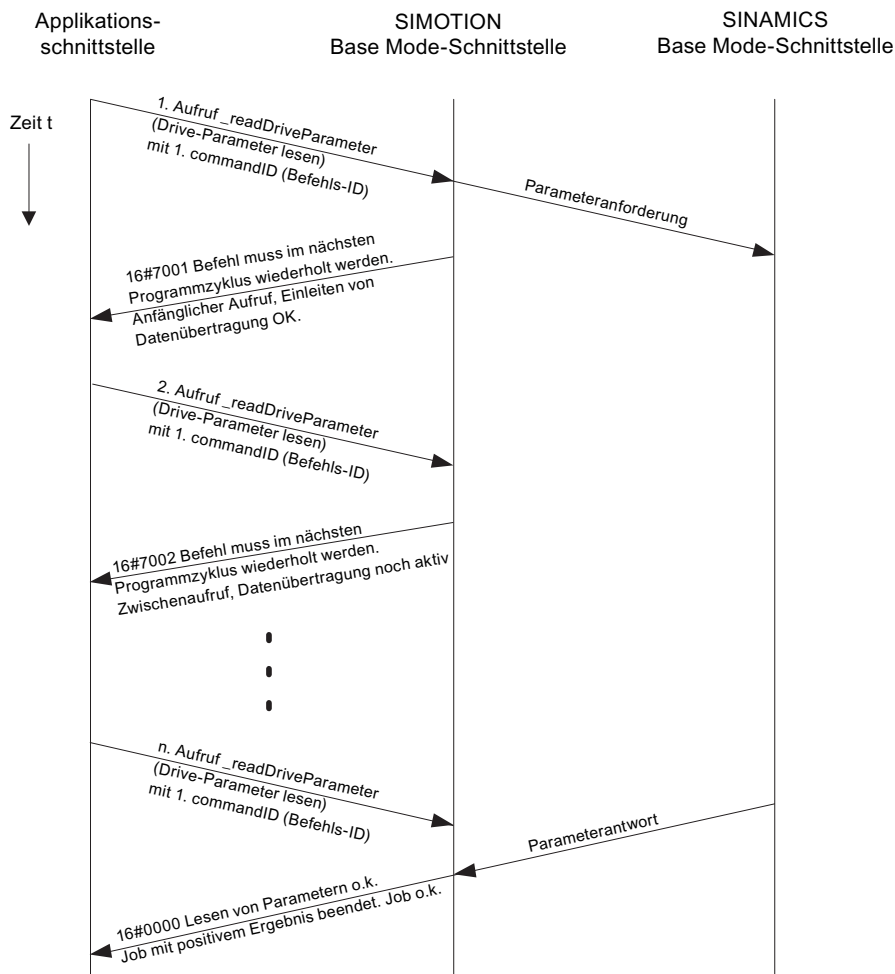 Applikations-
schnittstelle
SIMOTION
Base Mode-Schnittstelle
SINAMICS
Base Mode-Schnittstelle
Zeit t
1. Aufruf _readDriveParameter
(Drive-Parameter lesen)
mit 1. commandID (Befehls-ID)
Parameteranforderung
16#7001 Befehl muss im nächsten
Programmzyklus wiederholt werden.
Anfänglicher Aufruf, Einleiten von
Datenübertragung OK.
2. Aufruf _readDriveParameter
(Drive-Parameter lesen)
mit 1. commandID (Befehls-ID)
16#7002 Befehl muss im nächsten
Programmzyklus wiederholt werden.
Zwischenaufruf, Datenübertragung noch aktiv
n. Aufruf _readDriveParameter
(Drive-Parameter lesen)
mit 1. commandID (Befehls-ID)
Parameterantwort
16#0000 Lesen von Parametern o.k.
Job mit positivem Ergebnis beendet. Job o.k.